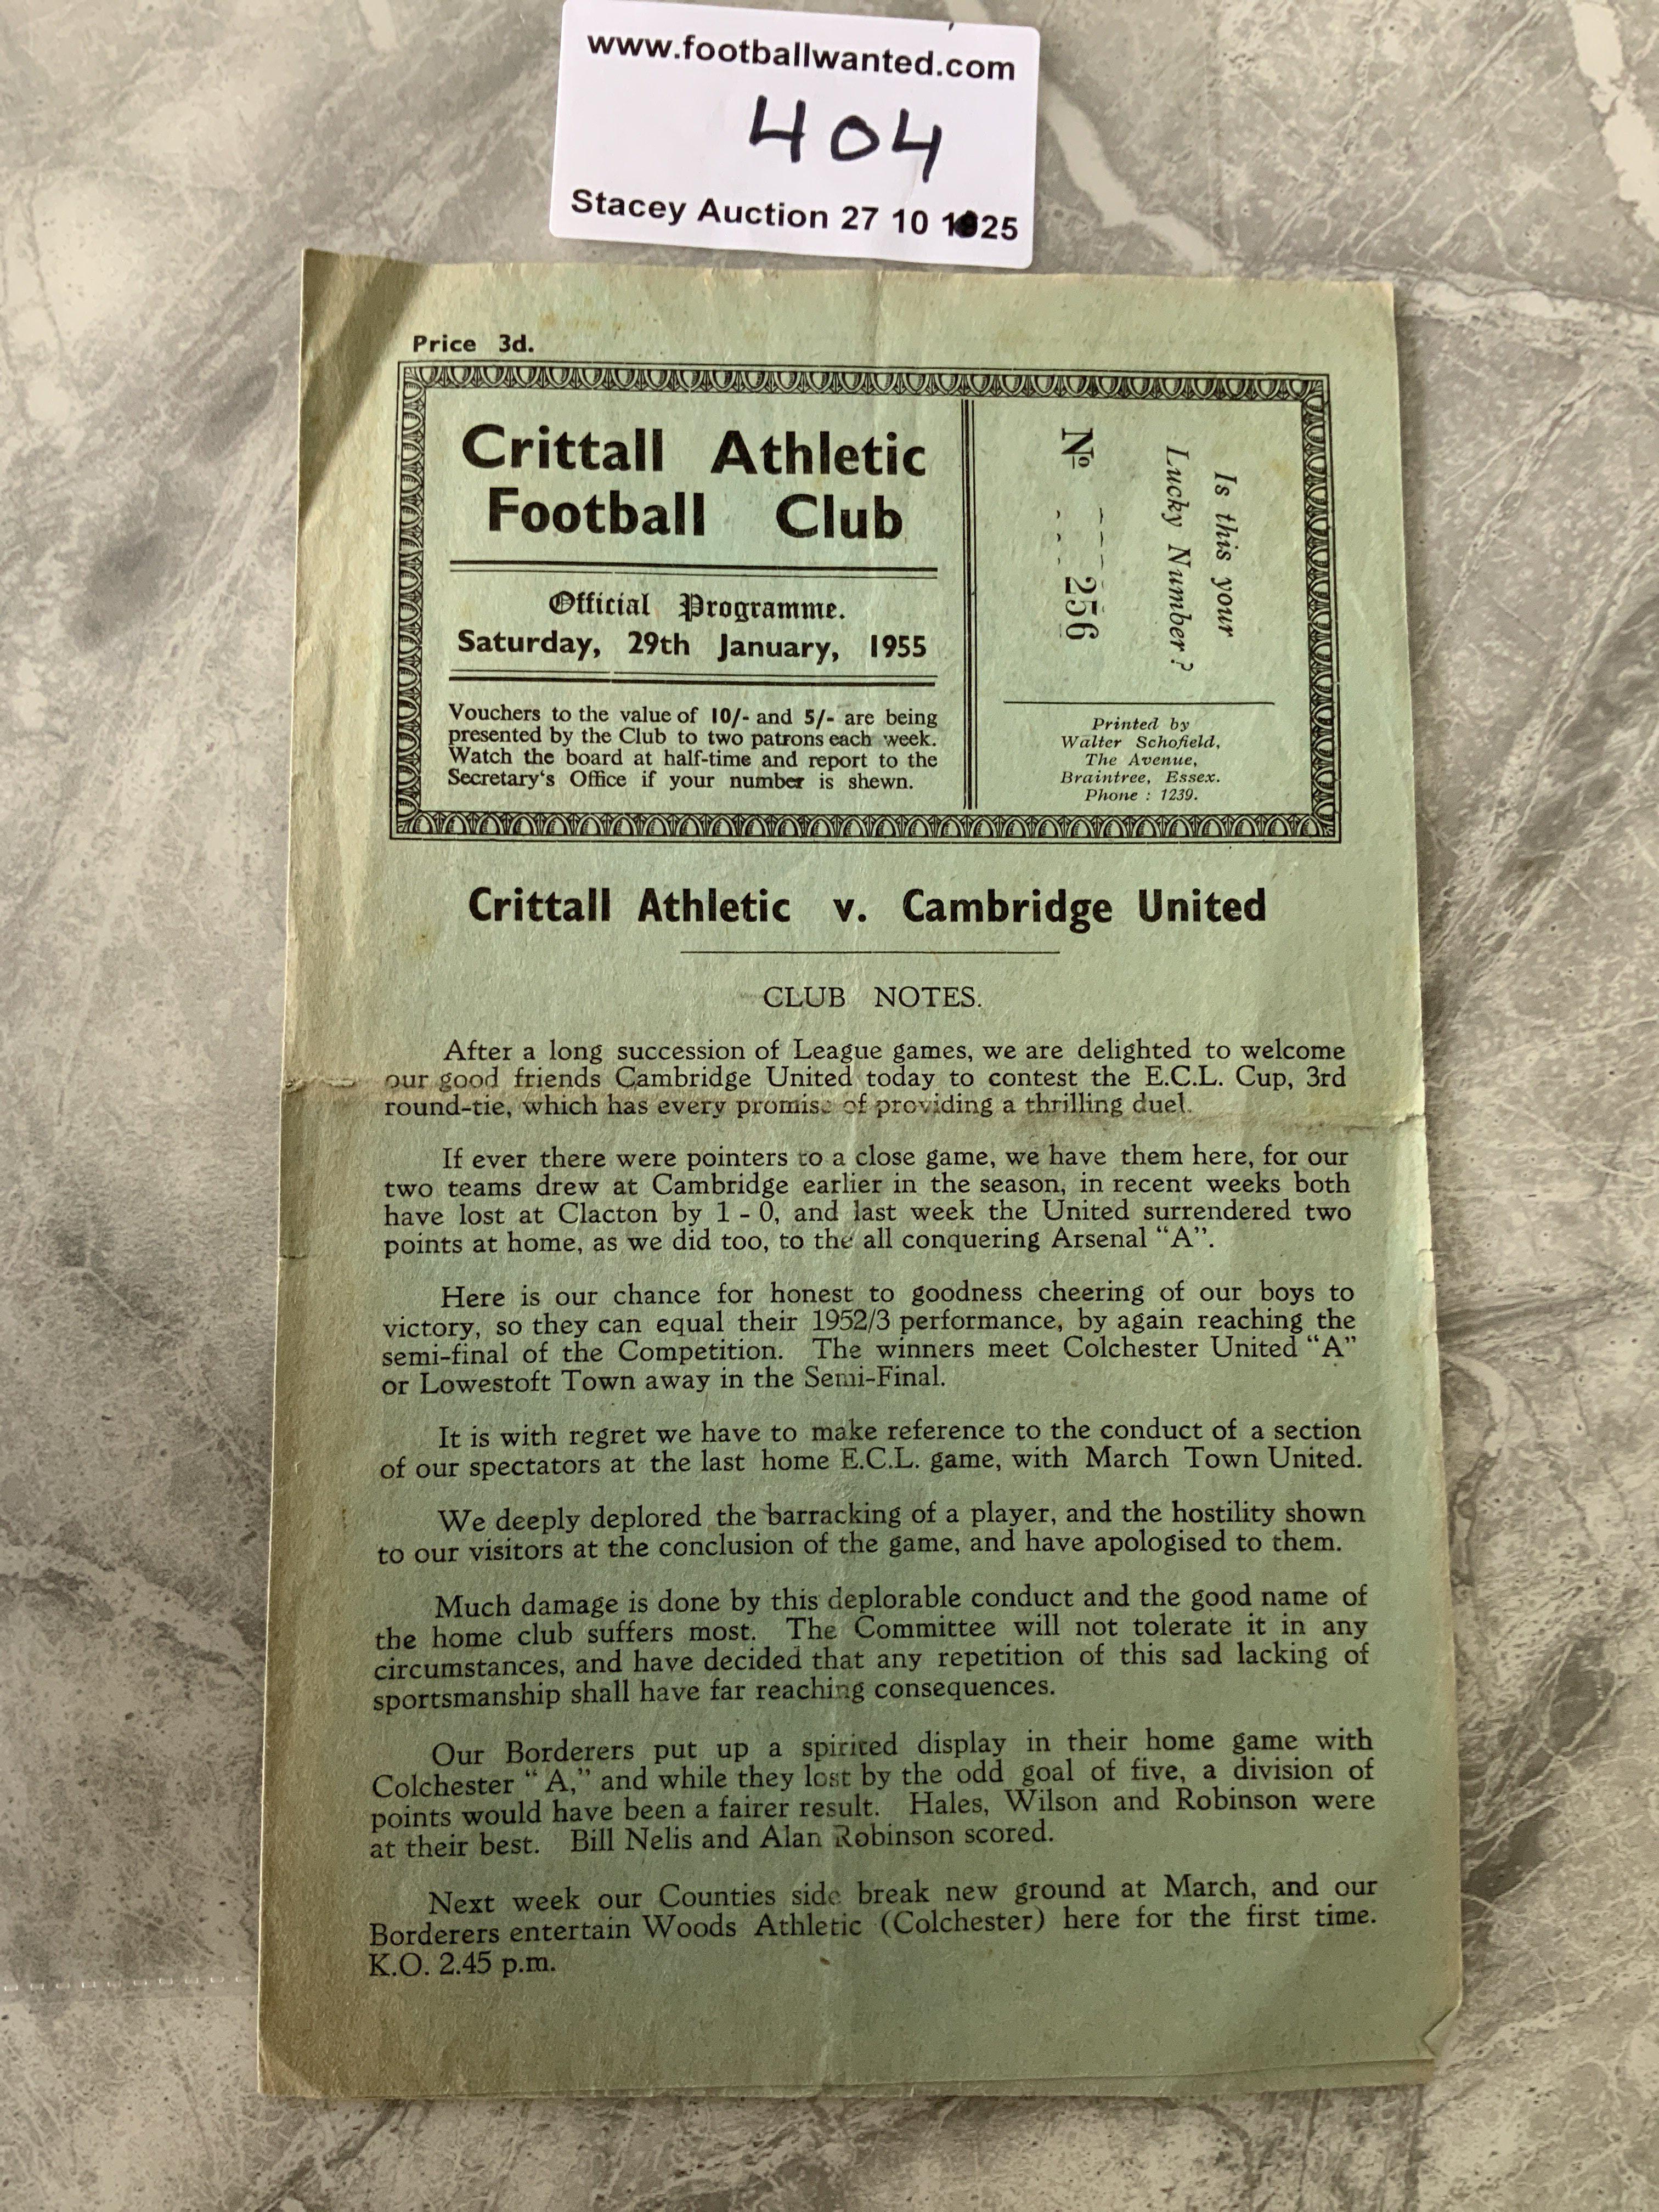 www.footballwanted.com
404
Stacey Auction 27 10 25
Price 3d.
Crittall Athletic
Football Club
Official Programme.
Saturday, 29th January, 1955
Vouchers to the value of 10/- and 5/- are being
presented by the Club to two patrons each week.
Watch the board at half-time and report to the
Secretary's Office if your number is shewn.
Is this your
Lucky Number?
No 256
Printed by
Walter Schofield,
The Avenue,
Braintree, Essex.
Phone : 1239.
Crittall Athletic v. Cambridge United
CLUB NOTES.
After a long succession of League games, we are delighted to welcome
our good friends Cambridge United today to contest the E.C.L. Cup, 3rd
round-tie, which has every promise of providing a thrilling duel.
If ever there were pointers to a close game, we have them here, for our
two teams drew at Cambridge earlier in the season, in recent weeks both
have lost at Clacton by 1 - 0, and last week the United surrendered two
points at home, as we did too, to the all conquering Arsenal "A".
Here is our chance for honest to goodness cheering of our boys to
victory, so they can equal their 1952/3 performance, by again reaching the
semi-final of the Competition. The winners meet Colchester United "A"
or Lowestoft Town away in the Semi-Final.
It is with regret we have to make reference to the conduct of a section
of our spectators at the last home E.C.L. game, with March Town United.
We deeply deplored the barracking of a player, and the hostility shown
to our visitors at the conclusion of the game, and have apologised to them.
Much damage is done by this deplorable conduct and the good name of
the home club suffers most. The Committee will not tolerate it in any
circumstances, and have decided that any repetition of this sad lacking of
sportsmanship shall have far reaching consequences.
Our Borderers put up a spirited display in their home game with
Colchester "A," and while they lost by the odd goal of five, a division of
points would have been a fairer result. Hales, Wilson and Robinson were
at their best. Bill Nelis and Alan Robinson scored.
Next week our Counties side break new ground at March, and our
Borderers entertain Woods Athletic (Colchester) here for the first time.
K.O. 2.45 p.m.